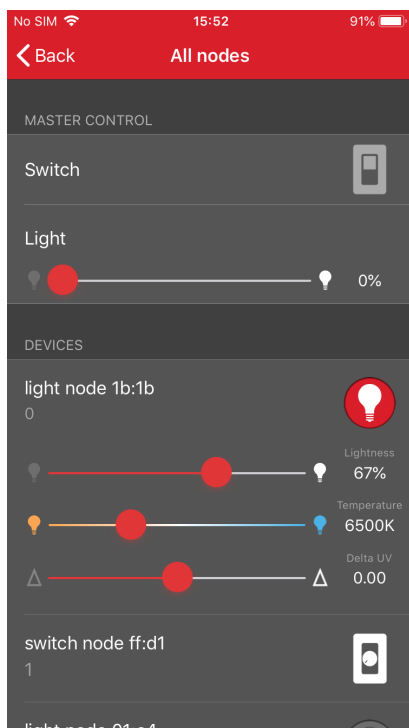 No SIM 15:52 91%
Back All nodes
MASTER CONTROL
Switch
Light
0%
DEVICES
light node 1b:1b
0
Lightness
67%
Temperature
6500K
Delta UV
Δ Δ 0.00
switch node ff:d1
1